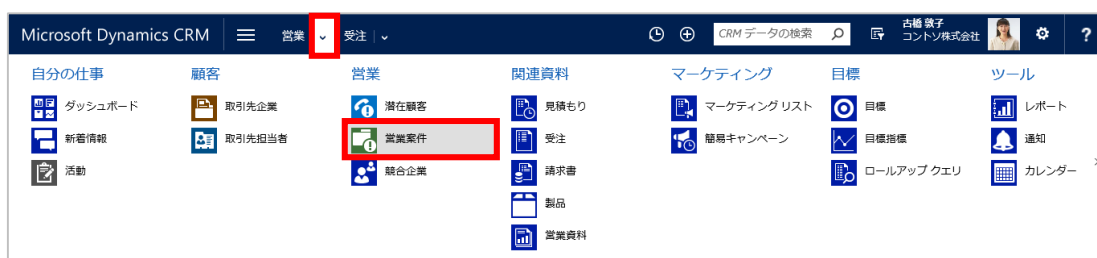 Microsoft Dynamics CRM 営業 受注 CRM データの検索 古橋 敦子
コントソ株式会社 ?
自分の仕事 顧客 営業 関連資料 マーケティング 目標 ツール
ダッシュボード 取引先企業 潜在顧客 見積もり マーケティング リスト 目標 レポート
新着情報 取引先担当者 営業案件 受注 簡易キャンペーン 目標指標 通知
活動 競合企業 請求書 ロールアップ クエリ カレンダー
製品
営業資料